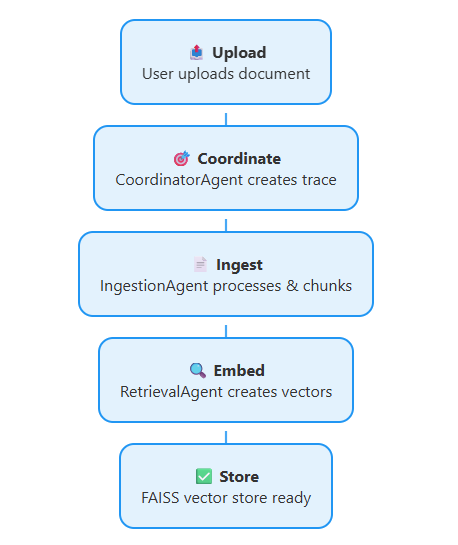 📤 Upload
User uploads document
🎯 Coordinate
CoordinatorAgent creates trace
📄 Ingest
IngestionAgent processes & chunks
🔍 Embed
RetrievalAgent creates vectors
✅ Store
FAISS vector store ready